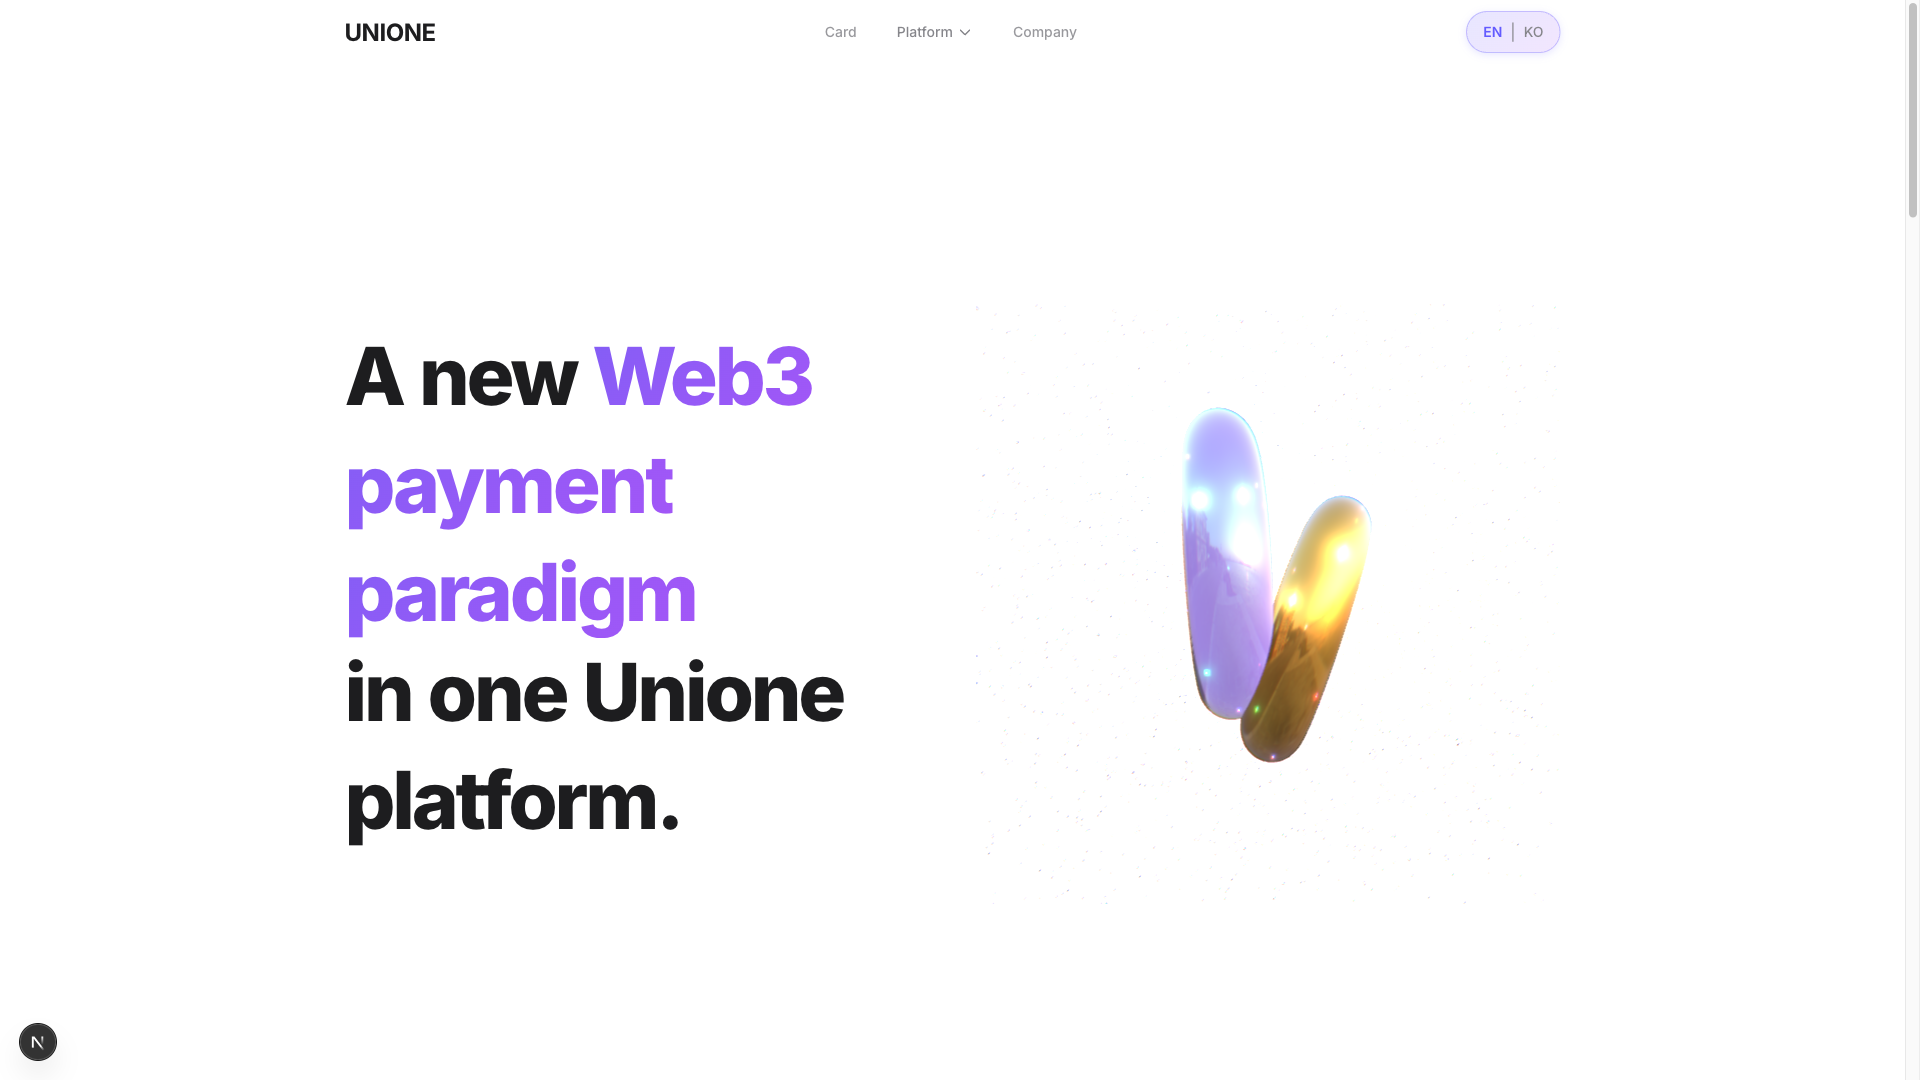 UNIONE
Card
Platform
Company
EN | KO
A new Web3
payment
paradigm
in one Unione
platform.
N